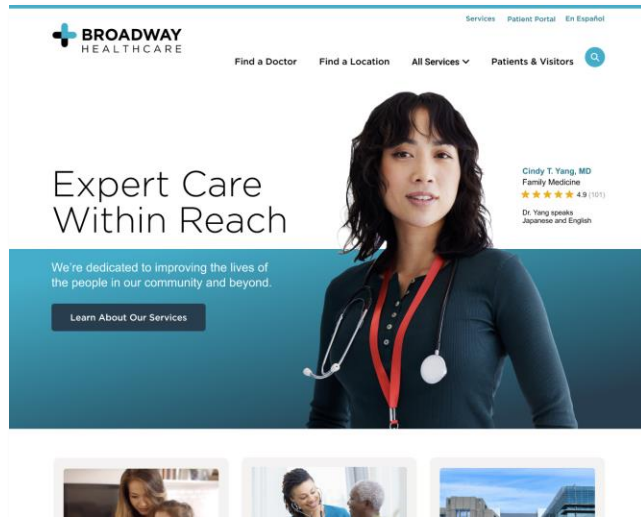 Services Patient Portal En Español
BROADWAY
HEALTHCARE
Find a Doctor Find a Location All Services Patients & Visitors
Expert Care
Within Reach
Cindy T. Yang, MD
Family Medicine
4.9 (101)
Dr. Yang speaks
Japanese and English
We're dedicated to improving the lives of
the people in our community and beyond.
Learn About Our Services